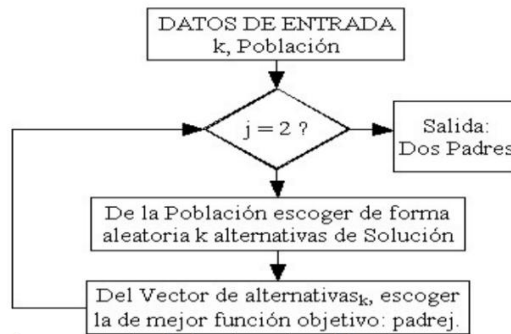 DATOS DE ENTRADA
k, Población
j = 2 ?
Salida:
Dos Padres
De la Población escoger de forma
aleatoria k alternativas de Solución
Del Vector de alternativasₖ, escoger
la de mejor función objetivo: padrej.